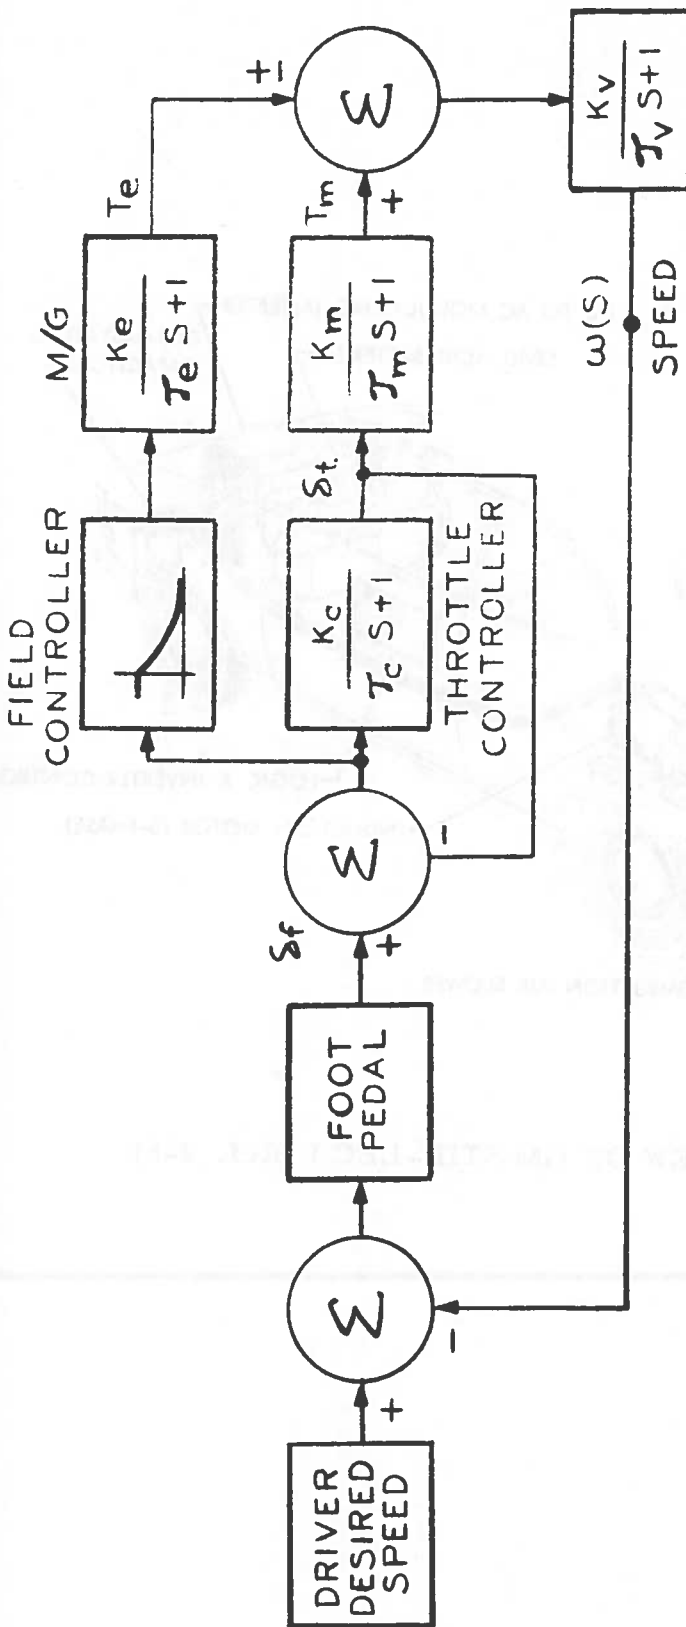 DRIVER
DESIRED
SPEED
+
Σ
-
FOOT
PEDAL
δf
+
Σ
-
FIELD
CONTROLLER
Kc
τc S+1
THROTTLE
CONTROLLER
δt
M/G
Ke
τe S+1
Te
Km
τm S+1
Tm
+
±
Σ
Kv
τv S+1
ω(S)
SPEED